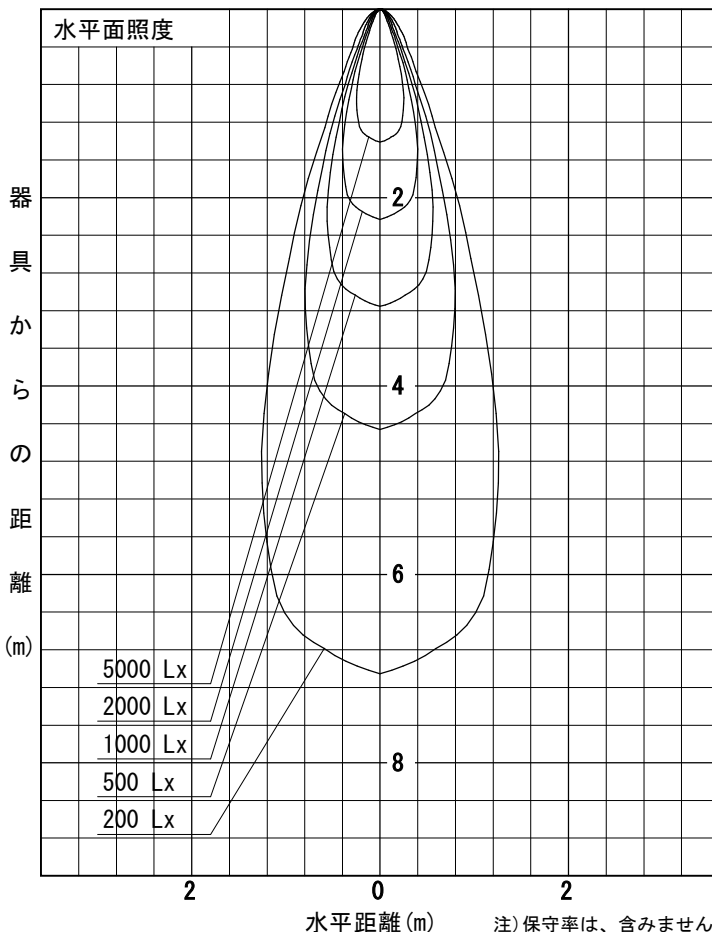 水平面照度
器具からの距離(m)
2
4
6
8
5000 Lx
2000 Lx
1000 Lx
500 Lx
200 Lx
2
0
2
水平距離(m)
注)保守率は、含みません